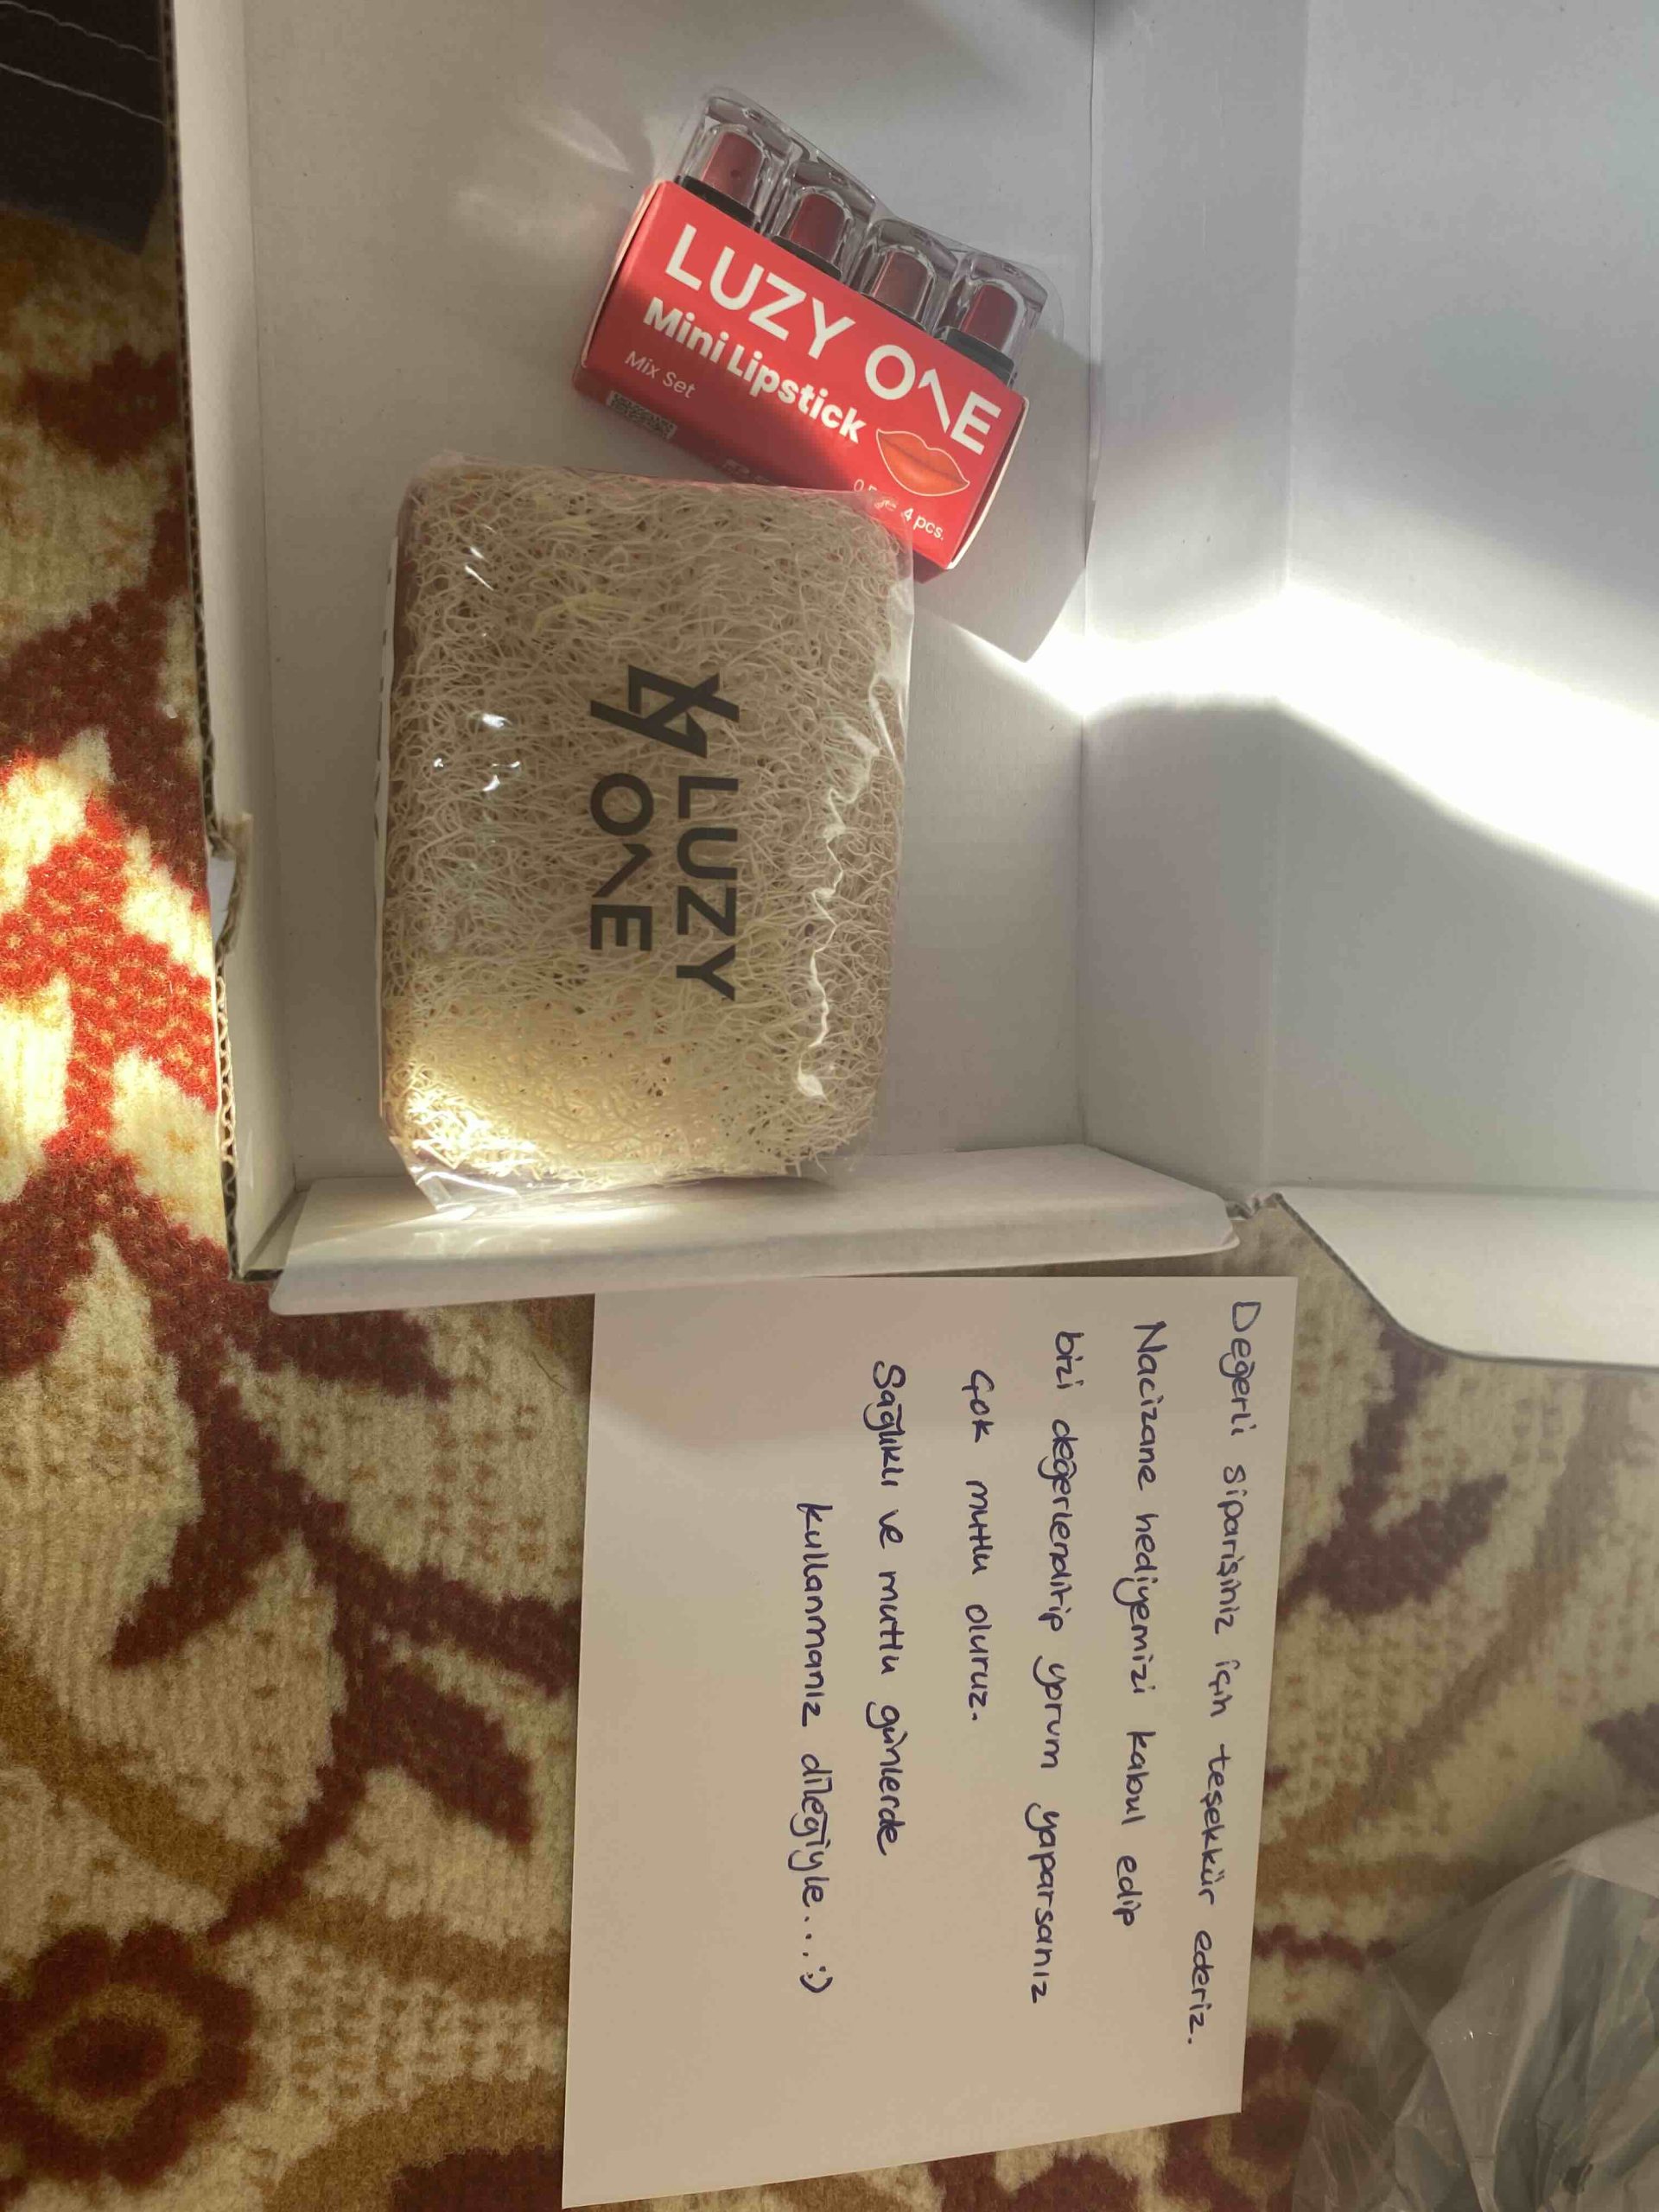 LUZY ONE
Mini Lipstick
Mix Set
4 pcs.
LUZY
ONE
Değerli siparişiniz için teşekkür ederiz.
Nacizane hediyemizi kabul edip
bizi değerlendirip yorum yaparsanız
çok mutlu oluruz.
Sağlıklı ve mutlu günlerde
kullanmanız dileğiyle...:)